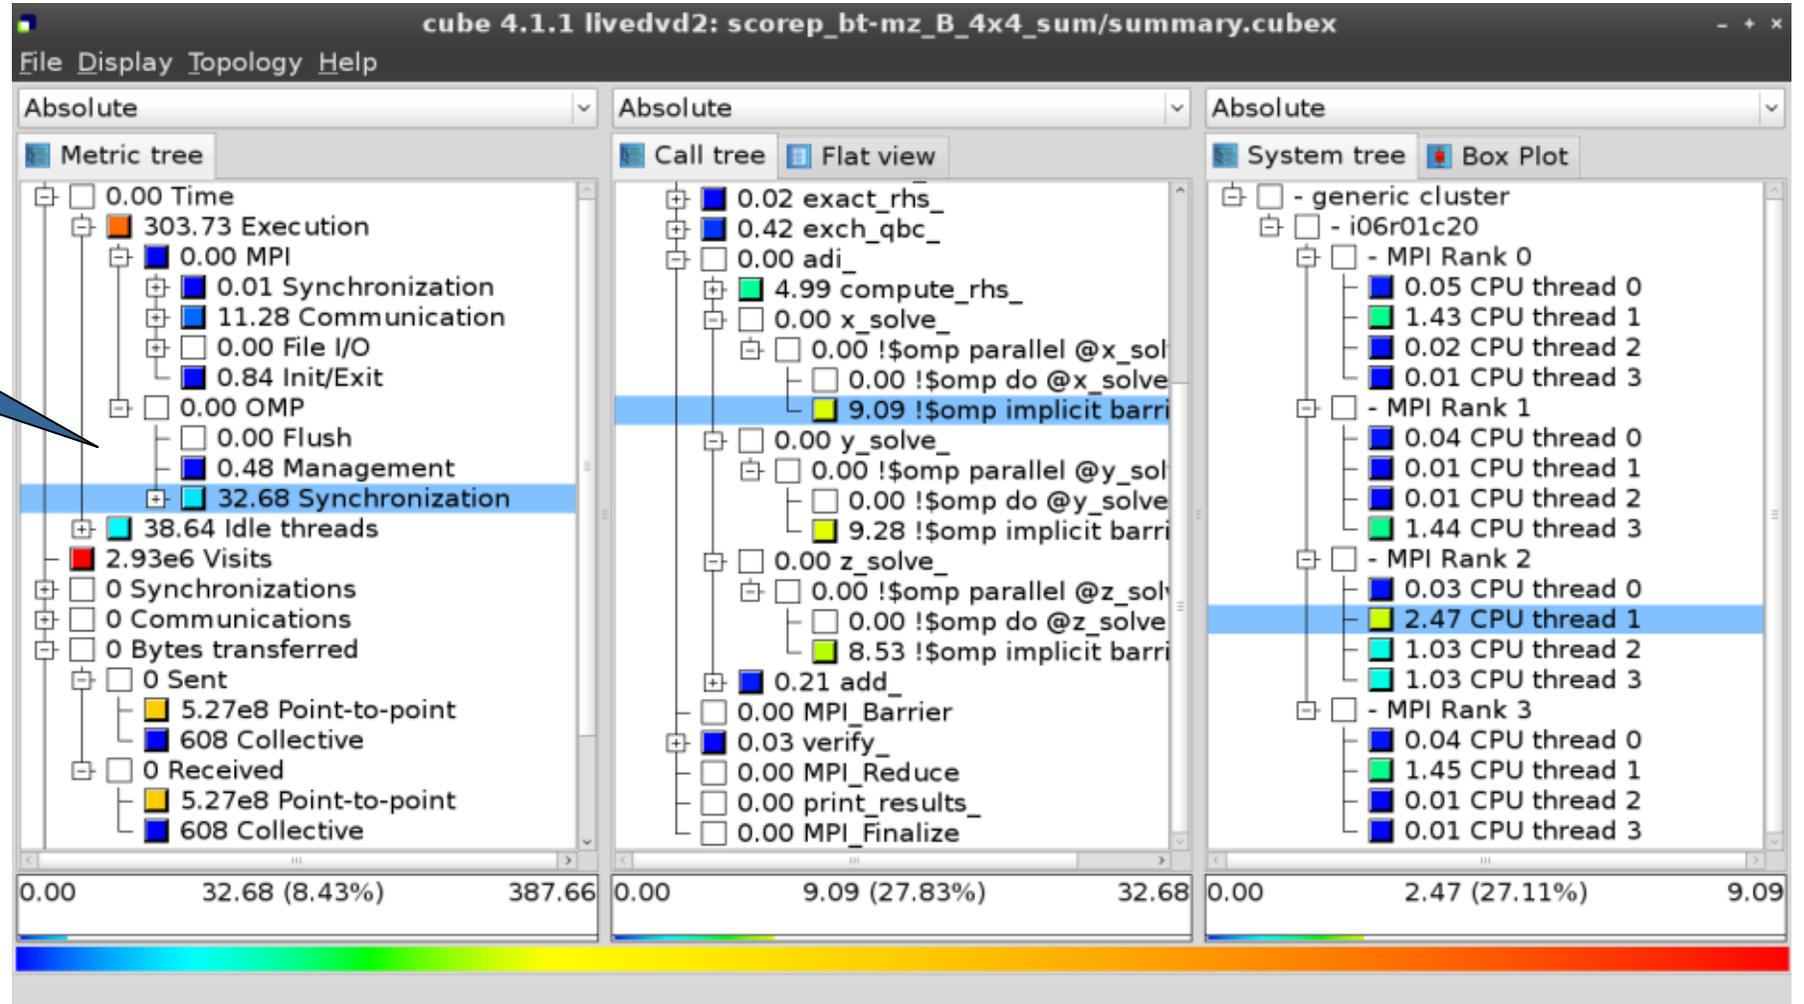 cube 4.1.1 livedvd2: scorep_bt-mz_B_4x4_sum/summary.cubex
File Display Topology Help
Absolute
Metric tree
0.00 Time
303.73 Execution
0.00 MPI
0.01 Synchronization
11.28 Communication
0.00 File I/O
0.84 Init/Exit
0.00 OMP
0.00 Flush
0.48 Management
32.68 Synchronization
38.64 Idle threads
2.93e6 Visits
0 Synchronizations
0 Communications
0 Bytes transferred
0 Sent
5.27e8 Point-to-point
608 Collective
0 Received
5.27e8 Point-to-point
608 Collective
0.00 32.68 (8.43%) 387.66
Absolute
Call tree Flat view
0.02 exact_rhs_
0.42 exch_qbc_
0.00 adi_
4.99 compute_rhs_
0.00 x_solve_
0.00 !$omp parallel @x_sol
0.00 !$omp do @x_solve
9.09 !$omp implicit barri
0.00 y_solve_
0.00 !$omp parallel @y_sol
0.00 !$omp do @y_solve
9.28 !$omp implicit barri
0.00 z_solve_
0.00 !$omp parallel @z_solv
0.00 !$omp do @z_solve
8.53 !$omp implicit barri
0.21 add_
0.00 MPI_Barrier
0.03 verify_
0.00 MPI_Reduce
0.00 print_results_
0.00 MPI_Finalize
0.00 9.09 (27.83%) 32.68
Absolute
System tree Box Plot
- generic cluster
- i06r01c20
- MPI Rank 0
0.05 CPU thread 0
1.43 CPU thread 1
0.02 CPU thread 2
0.01 CPU thread 3
- MPI Rank 1
0.04 CPU thread 0
0.01 CPU thread 1
0.01 CPU thread 2
1.44 CPU thread 3
- MPI Rank 2
0.03 CPU thread 0
2.47 CPU thread 1
1.03 CPU thread 2
1.03 CPU thread 3
- MPI Rank 3
0.04 CPU thread 0
1.45 CPU thread 1
0.01 CPU thread 2
0.01 CPU thread 3
0.00 2.47 (27.11%) 9.09